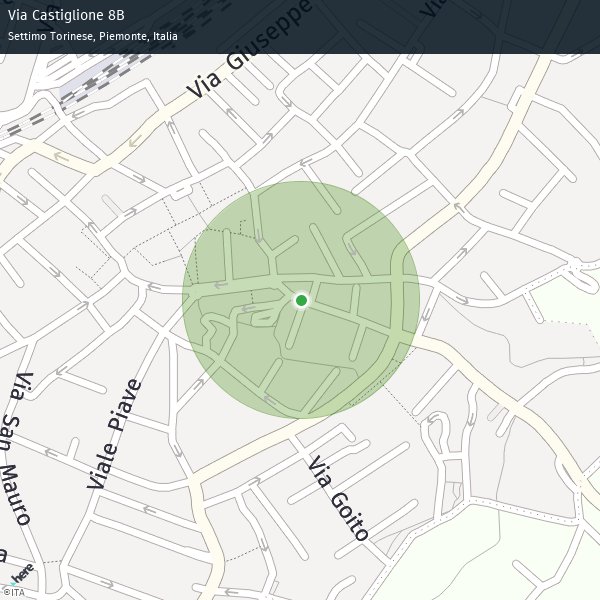 Via Castiglione 8B
Settimo Torinese, Piemonte, Italia
Via Giuseppe
Via
Viale Piave
Via San Mauro
Via Goito
a
here
©ITA